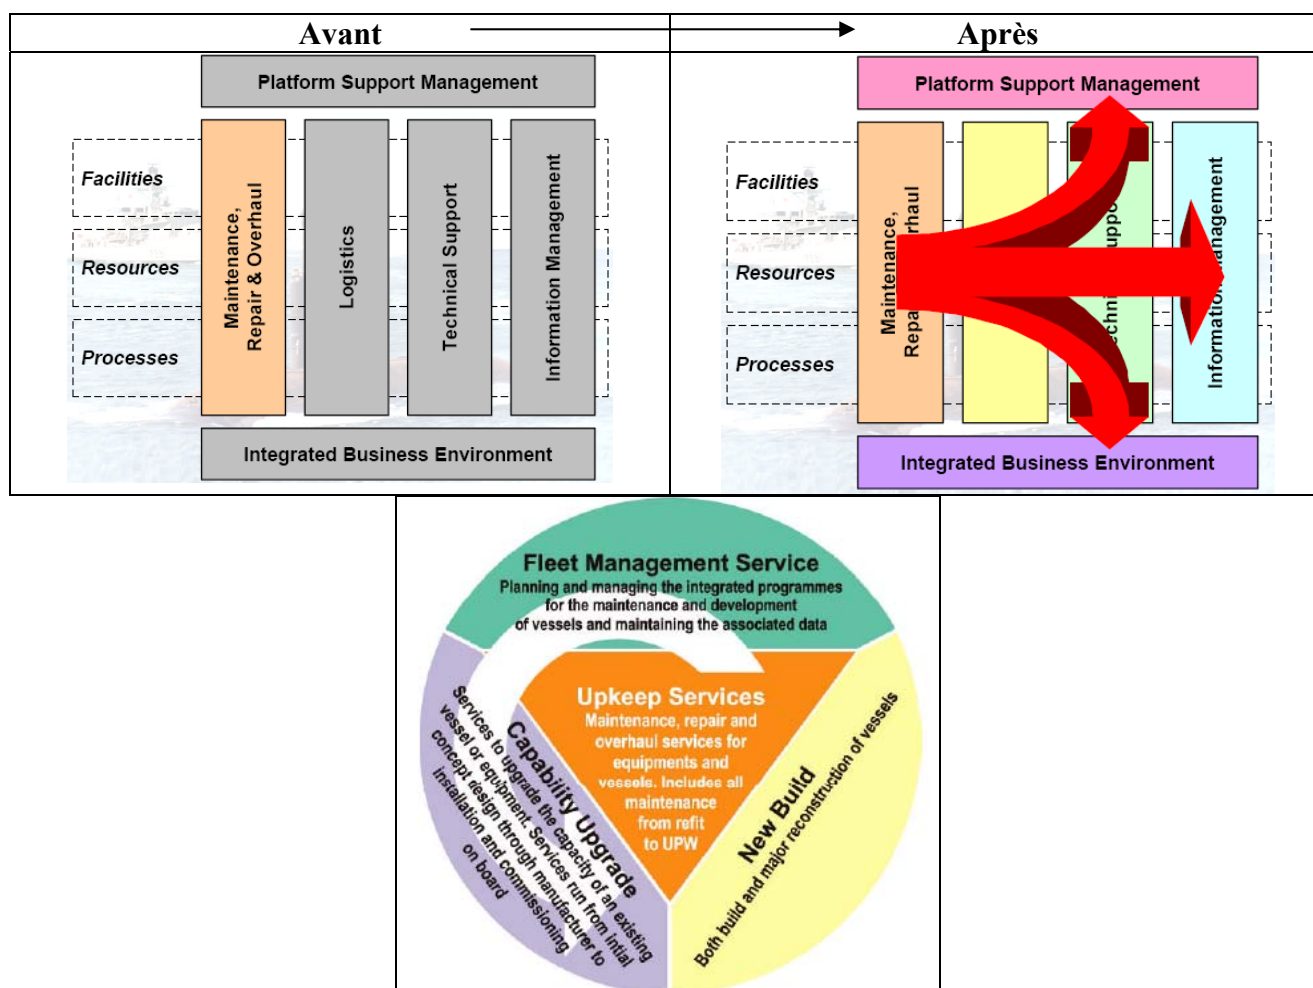 Avant
Après
Platform Support Management
Facilities
Resources
Processes
Maintenance,
Repair & Overhaul
Logistics
Technical Support
Information Management
Integrated Business Environment
Platform Support Management
Facilities
Resources
Processes
Maintenance,
Information Management
Integrated Business Environment
Fleet Management Service
Planning and managing the integrated programmes
for the maintenance and development
of vessels and maintaining the associated data
Upkeep Services
Maintenance, repair and
overhaul services for
equipments and
vessels. Includes all
maintenance
from refit
to UPW
Capability Upgrade
Services to upgrade the capacity of an existing
vessel or equipment. Services run from intial
concept design through manufacturer to
installation and commissioning
on board
New Build
Both build and major reconstruction of vessels